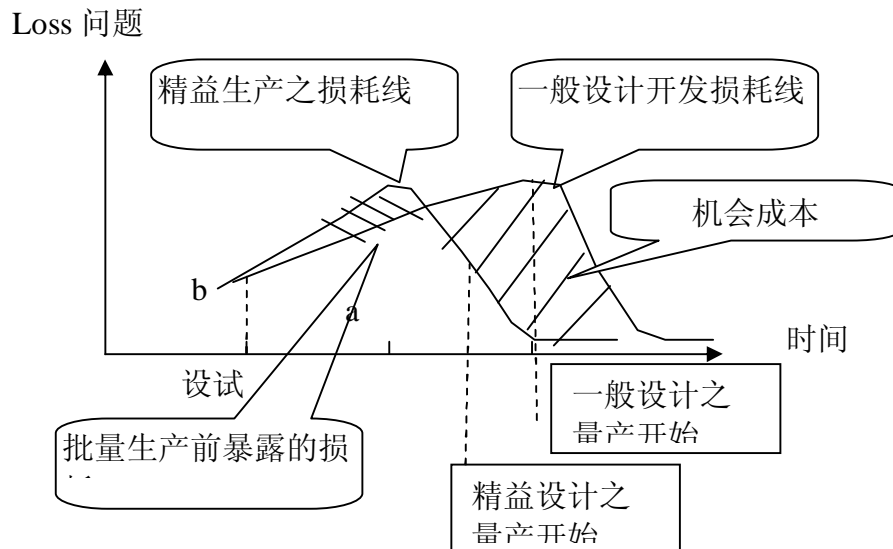 Loss 问题
精益生产之损耗线
一般设计开发损耗线
机会成本
b
a
时间
设试
一般设计之
量产开始
批量生产前暴露的损
精益设计之
量产开始